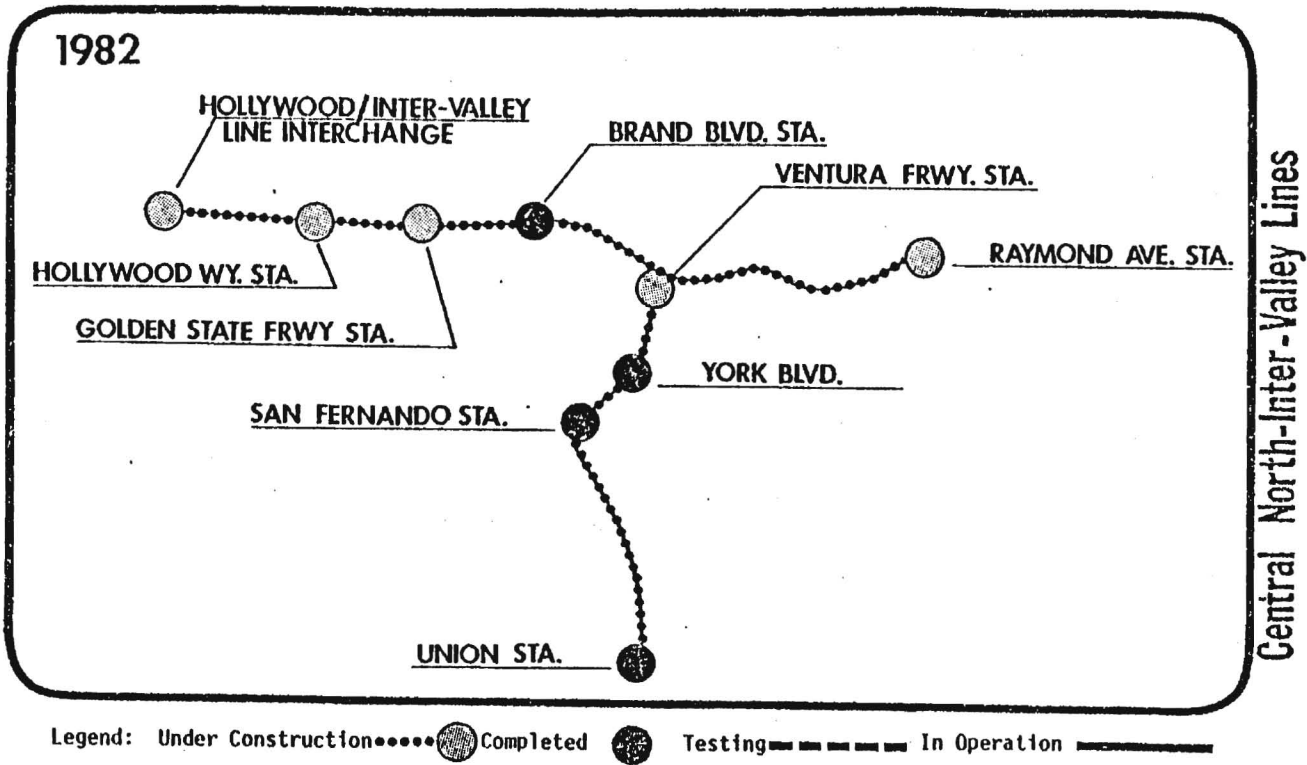 1982
HOLLYWOOD/INTER-VALLEY
LINE INTERCHANGE
BRAND BLVD. STA.
VENTURA FRWY. STA.
RAYMOND AVE. STA.
HOLLYWOOD WY. STA.
GOLDEN STATE FRWY STA.
YORK BLVD.
SAN FERNANDO STA.
UNION STA.
Central North-Inter-Valley Lines
Legend: Under Construction Completed Testing In Operation